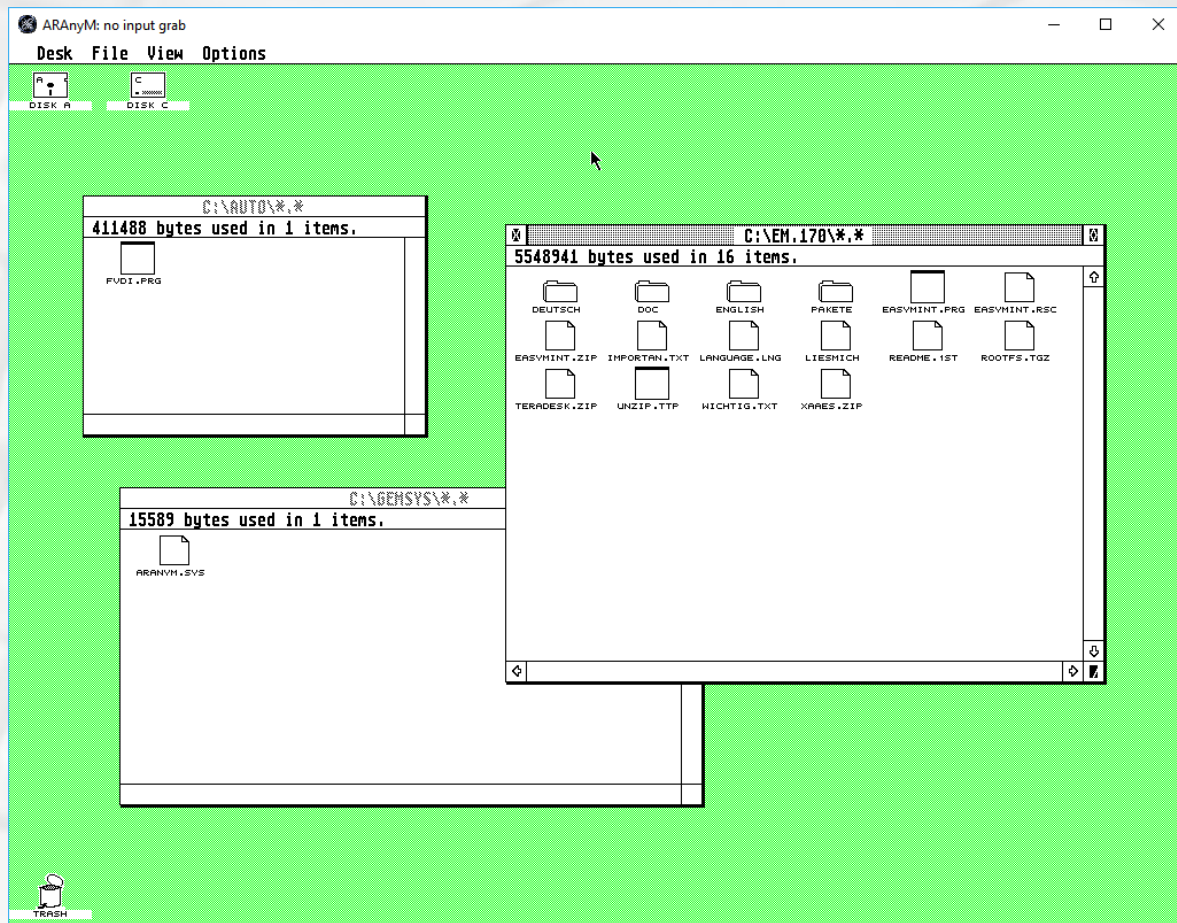 ARAnyM: no input grab
Desk File View Options
A
C
DISK A DISK C
C:\AUTO\*.*
411488 bytes used in 1 items.
FVDI.PRG
C:\EM.170\*.*
5548941 bytes used in 16 items.
DEUTSCH DOC ENGLISH PAKETE EASYMINT.PRG EASYMINT.RSC
EASYMINT.ZIP IMPORTAN.TXT LANGUAGE.LNG LIESMICH README.1ST ROOTFS.TGZ
TERADESK.ZIP UNZIP.TTP WICHTIG.TXT XAAES.ZIP
C:\GEMSYS\*.*
15589 bytes used in 1 items.
ARANYM.SYS
TRASH